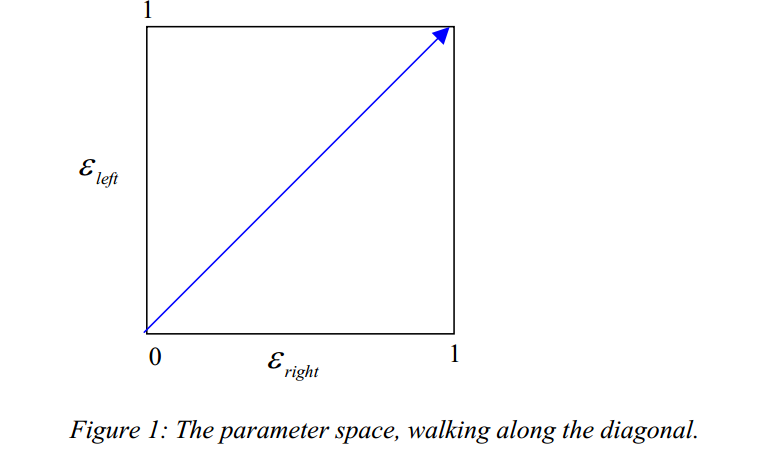 1
ε left
0
ε right
1
Figure 1: The parameter space, walking along the diagonal.